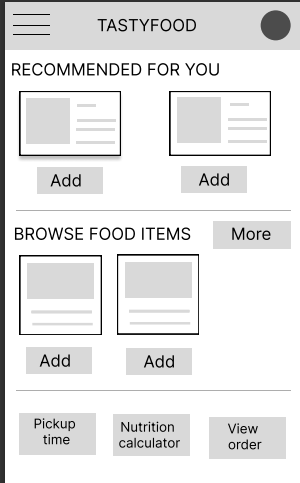 TASTYFOOD
RECOMMENDED FOR YOU
Add
Add
BROWSE FOOD ITEMS
More
Add
Add
Pickup
time
Nutrition
calculator
View
order